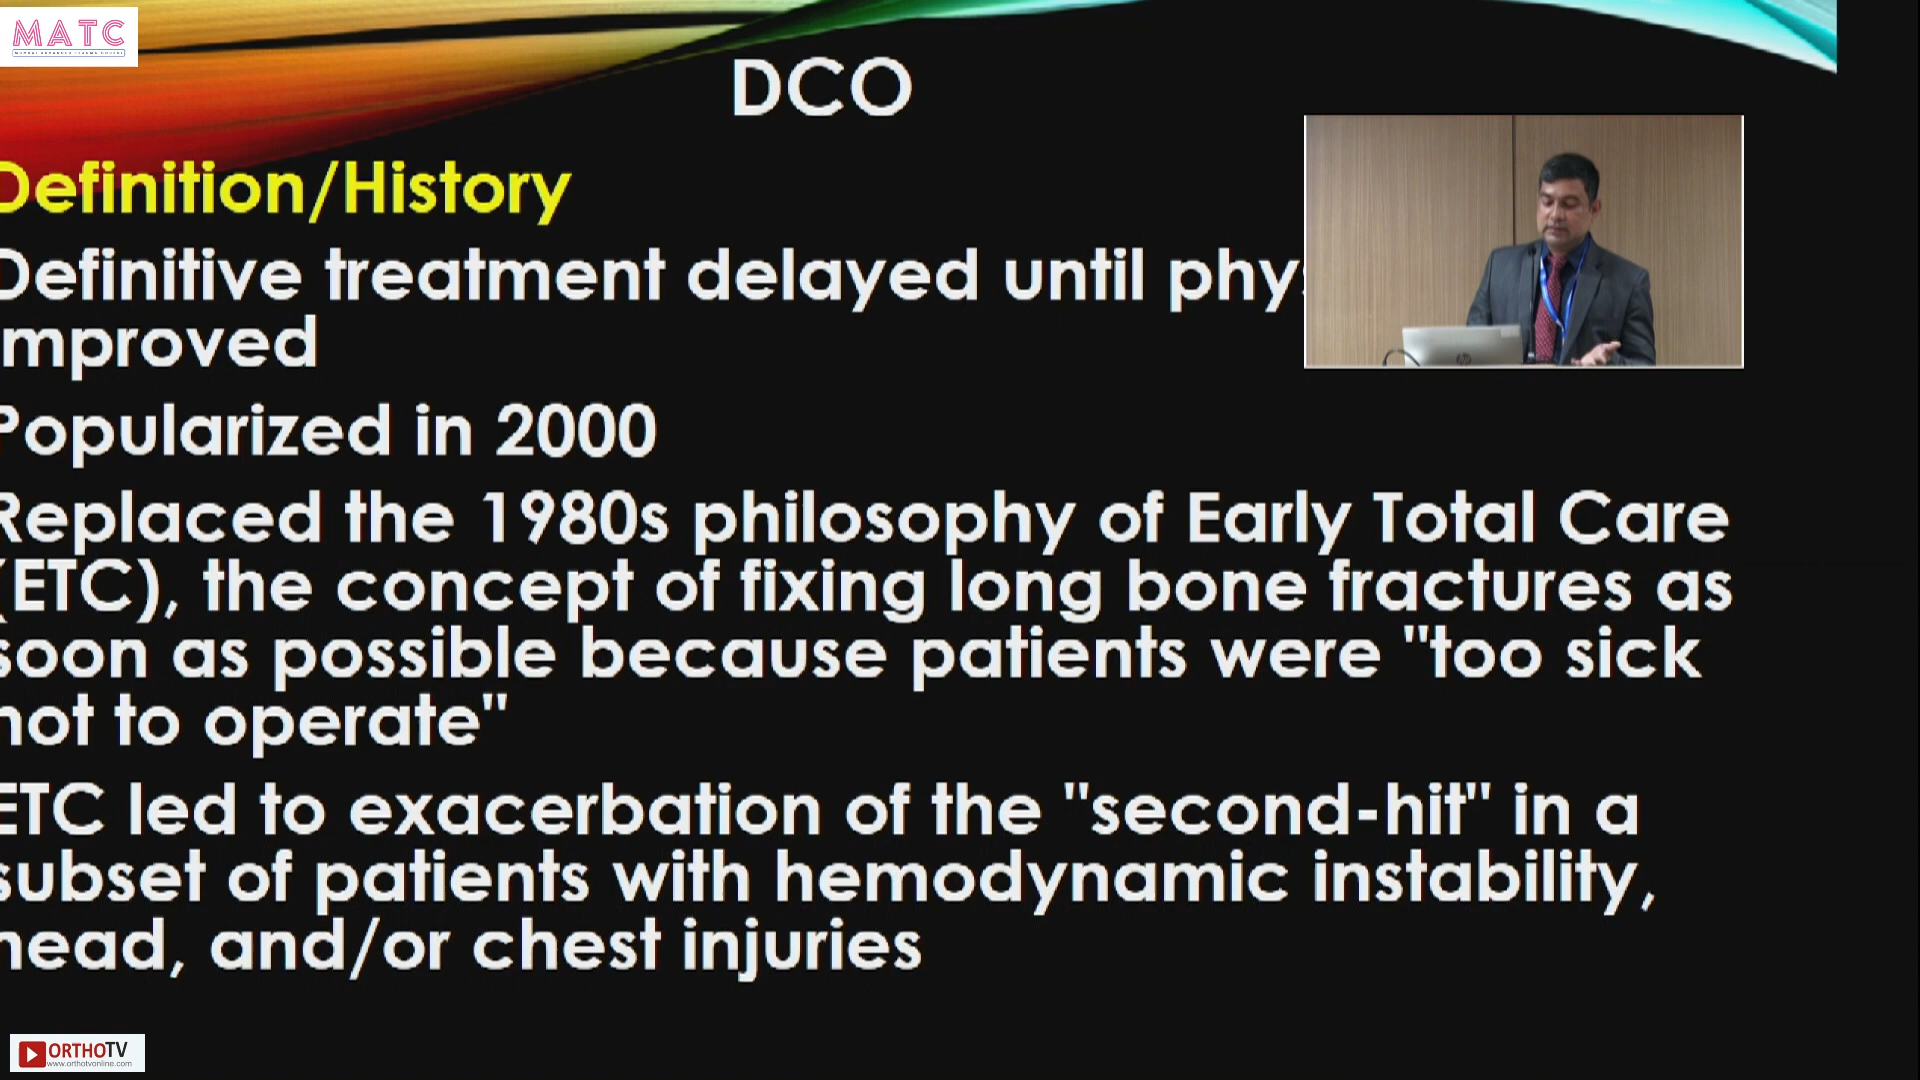 MATC
DCO
Definition/History
Definitive treatment delayed until
improved
Popularized in 2000
Replaced the 1980s philosophy of Early Total Care
(ETC), the concept of fixing long bone fractures as
soon as possible because patients were "too sick
not to operate"
ETC led to exacerbation of the "second-hit" in a
subset of patients with hemodynamic instability,
head, and/or chest injuries
ORTHOTV
www.orthotvonline.com